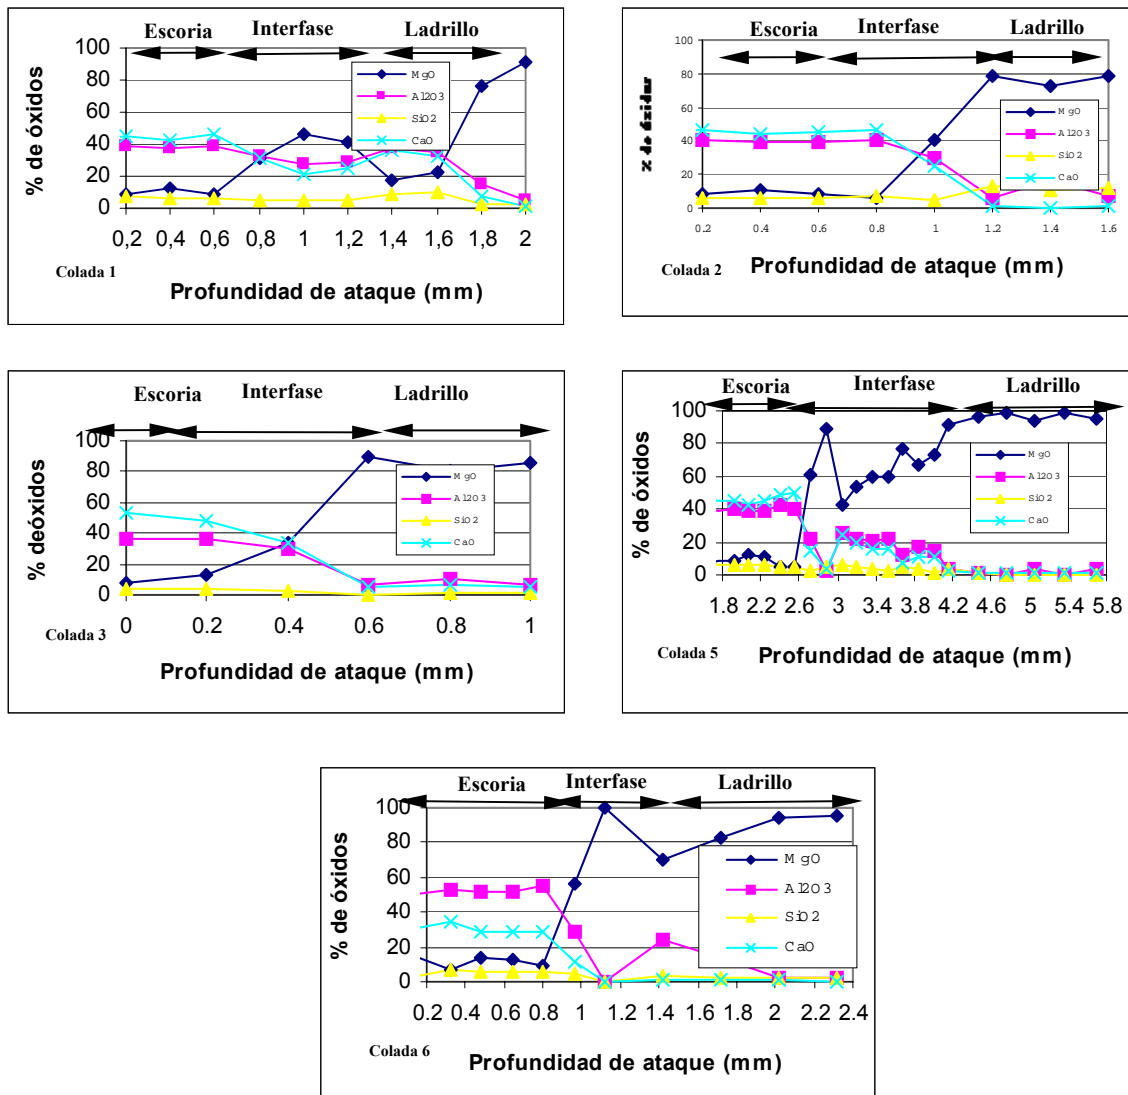 Escoria Interfase Ladrillo
100
80
60
40
20
0
% de óxidos
MgO
Al2O3
SiO2
CaO
0,2 0,4 0,6 0,8 1 1,2 1,4 1,6 1,8 2
Colada 1
Profundidad de ataque (mm)
Escoria Interfase Ladrillo
100
80
60
40
20
0
% de óxidos
MgO
Al2O3
SiO2
CaO
0.2 0.4 0.6 0.8 1 1.2 1.4 1.6
Colada 2 Profundidad de ataque (mm)
Escoria Interfase Ladrillo
100
80
60
40
20
0
% deóxidos
MgO
Al2O3
SiO2
CaO
0 0.2 0.4 0.6 0.8 1
Colada 3
Profundidad de ataque (mm)
Escoria Interfase Ladrillo
100
80
60
40
20
0
% de óxidos
MgO
Al2O3
SiO2
CaO
1.8 2.2 2.6 3 3.4 3.8 4.2 4.6 5 5.4 5.8
Colada 5 Profundidad de ataque (mm)
Escoria Interfase Ladrillo
100
80
60
40
20
0
% de óxidos
MgO
Al2O3
SiO2
CaO
0.2 0.4 0.6 0.8 1 1.2 1.4 1.6 1.8 2 2.2 2.4
Colada 6 Profundidad de ataque (mm)